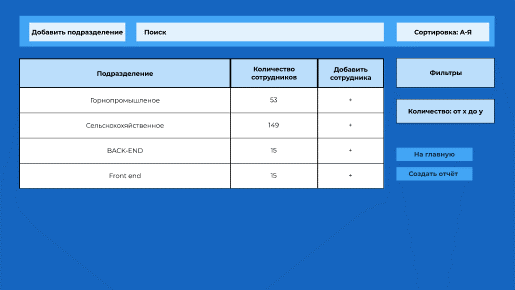 Добавить подразделение Поиск Сортировка: А-Я
Подразделение Количество сотрудников Добавить сотрудника Фильтры
Горнопромышленое 53 +
Количество: от x до y
Сельскохохяйственное 149 +
BACK-END 15 +
На главную
Front end 15 +
Создать отчёт